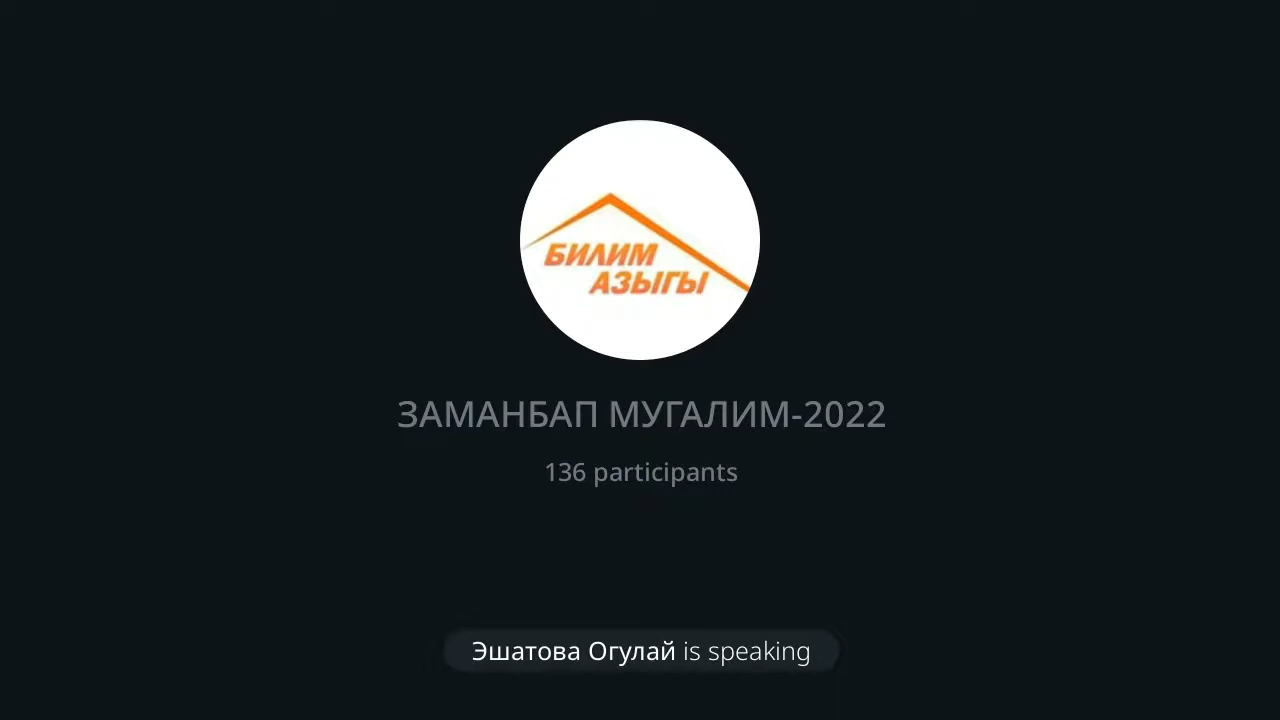 БИЛИМ
АЗЫГЫ
ЗАМАНБАП МУГАЛИМ-2022
136 participants
Эшатова Огулай is speaking